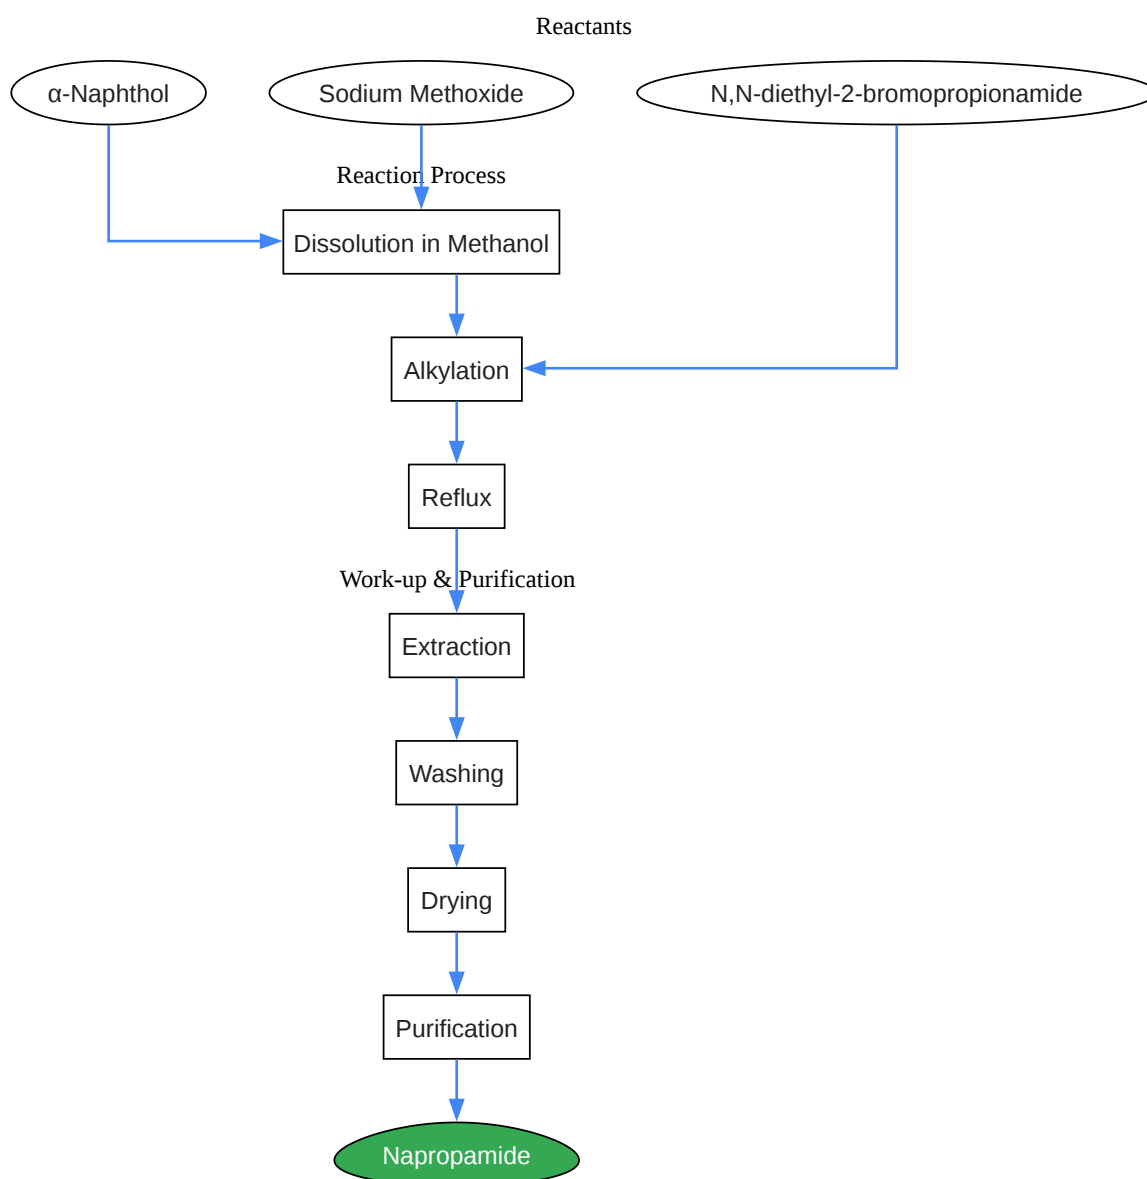 Reactants
α-Naphthol
Sodium Methoxide
N,N-diethyl-2-bromopropionamide
Reaction Process
Dissolution in Methanol
Alkylation
Reflux
Work-up & Purification
Extraction
Washing
Drying
Purification
Napropamide